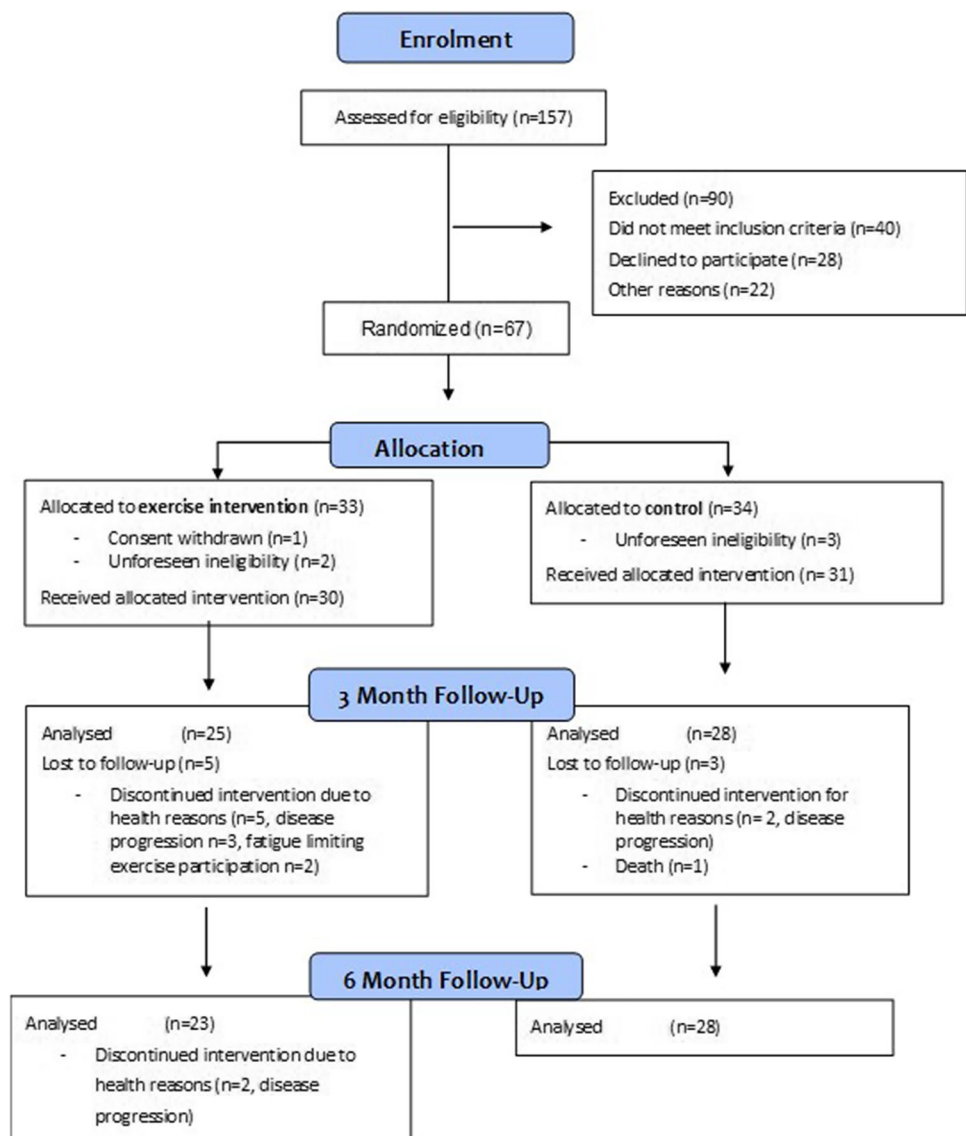 Enrolment
Assessed for eligibility (n=157)
Excluded (n=90)
Did not meet inclusion criteria (n=40)
Declined to participate (n=28)
Other reasons (n=22)
Randomized (n=67)
Allocation
Allocated to exercise intervention (n=33)
- Consent withdrawn (n=1)
- Unforeseen ineligibility (n=2)
Received allocated intervention (n=30)
Allocated to control (n=34)
- Unforeseen ineligibility (n=3)
Received allocated intervention (n= 31)
3 Month Follow-Up
Analysed (n=25)
Lost to follow-up (n=5)
- Discontinued intervention due to
health reasons (n=5, disease
progression n=3, fatigue limiting
exercise participation n=2)
Analysed (n=28)
Lost to follow-up (n=3)
- Discontinued intervention for
health reasons (n= 2, disease
progression)
- Death (n=1)
6 Month Follow-Up
Analysed (n=23)
- Discontinued intervention due to
health reasons (n=2, disease
progression)
Analysed (n=28)